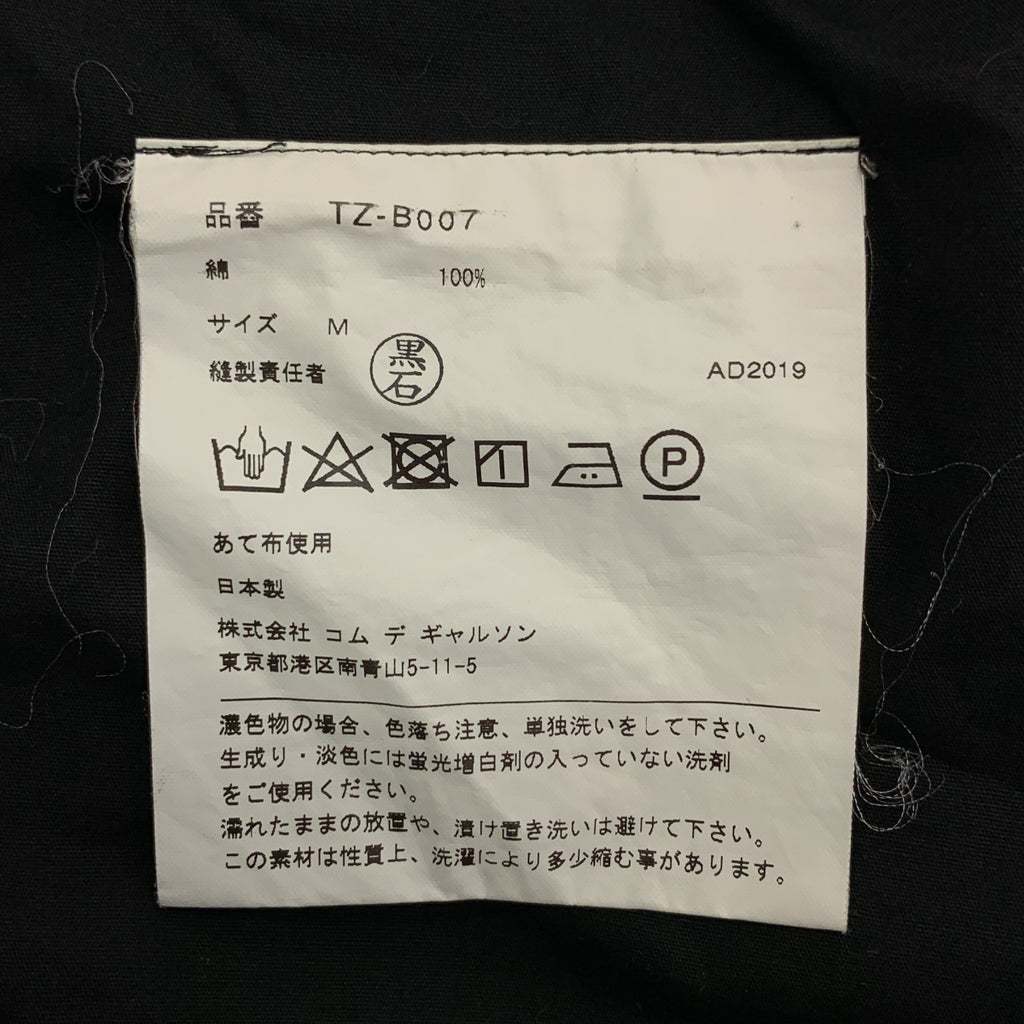 品番 TZ-B007
綿 100%
サイズ M
縫製責任者 黒石 AD2019
P
あて布使用
日本製
株式会社 コム デ ギャルソン
東京都港区南青山5-11-5
濃色物の場合、色落ち注意、単独洗いをして下さい。
生成り・淡色には蛍光増白剤の入っていない洗剤
をご使用ください。
濡れたままの放置や、漬け置き洗いは避けて下さい。
この素材は性質上、洗濯により多少縮む事があります。